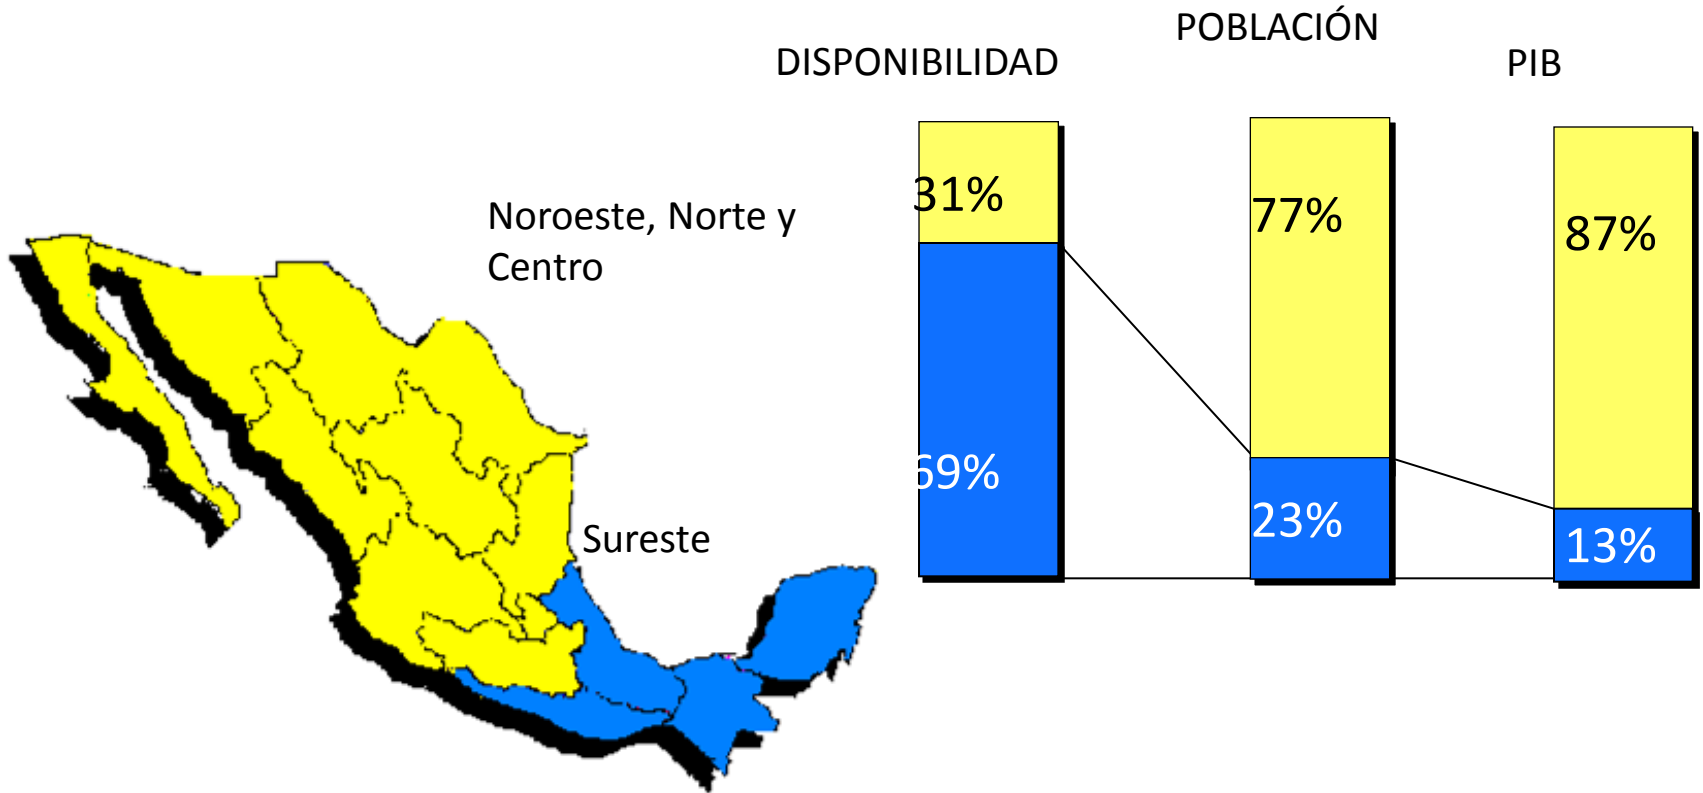 POBLACIÓN
DISPONIBILIDAD
PIB
31%
77%
87%
Noroeste, Norte y
Centro
69%
23%
13%
Sureste